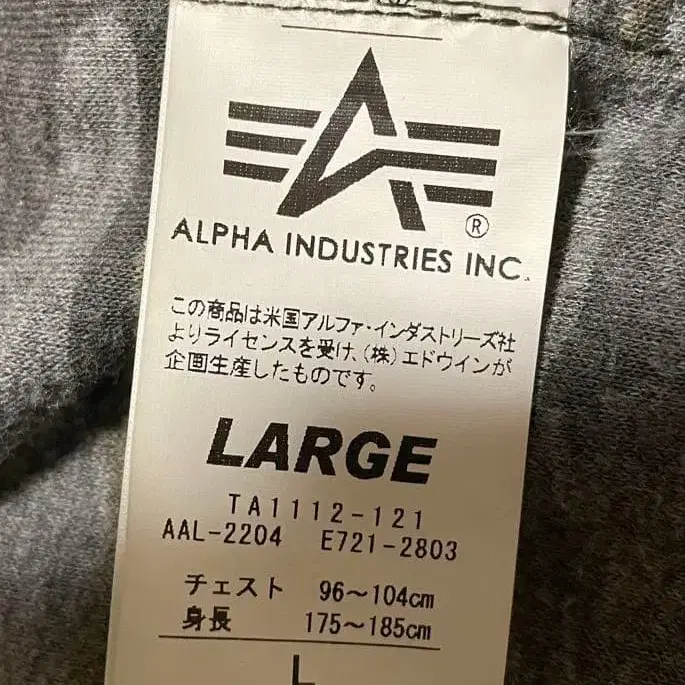 ®
ALPHA INDUSTRIES INC.
この商品は米国アルファ・インダストリーズ社
よりライセンスを受け、(株)エドウインが
企画生産したものです。
LARGE
TA1112-121
AAL-2204 E721-2803
チェスト 96～104cm
身長 175～185cm
L